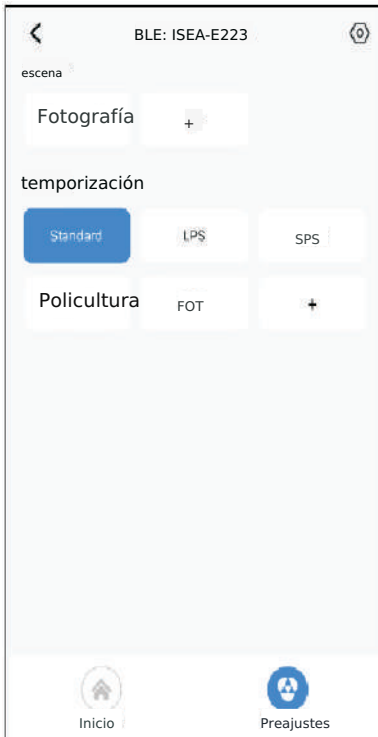 BLE: ISEA-E223
escena
Fotografía +
temporización
Standard LPS SPS
Policultura FOT +
Inicio Preajustes